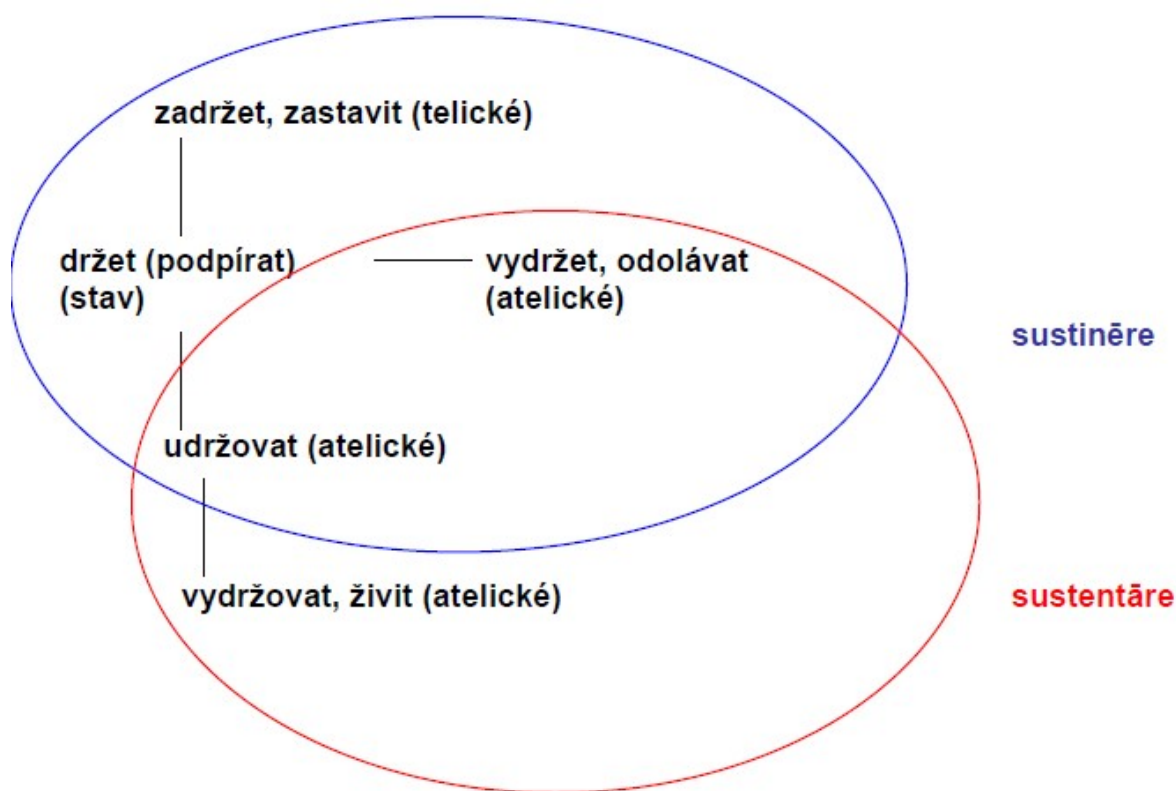 zadržet, zastavit (telické)
držet (podpírat)
(stav)
vydržet, odolávat
(atelické)
sustinēre
udržovat (atelické)
vydržovat, živit (atelické)
sustentāre